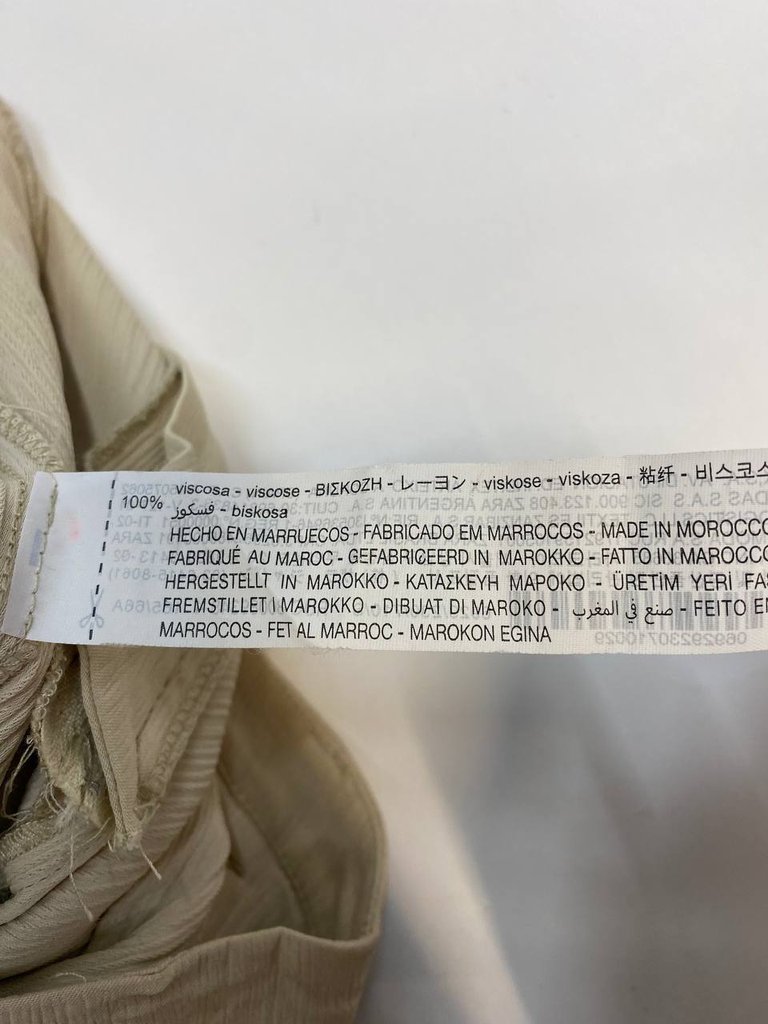 100% viscosa - viscose - ΒΙΣΚΟΖΗ - レーヨン - viskose - viskoza - 粘纤 - 비스코스
فسكوز - biskosa
HECHO EN MARRUECOS - FABRICADO EM MARROCOS - MADE IN MOROCCO
FABRIQUÉ AU MAROC - GEFABRICEERD IN MAROKKO - FATTO IN MAROCCO
HERGESTELLT IN MAROKKO - ΚΑΤΑΣΚΕΥΗ ΜΑΡΟΚΟ - ÜRETİM YERİ FAS
FREMSTILLET I MAROKKO - DIBUAT DI MAROKO - صنع في المغرب - FEITO EN
MARROCOS - FET AL MARROC - MAROKON EGINA